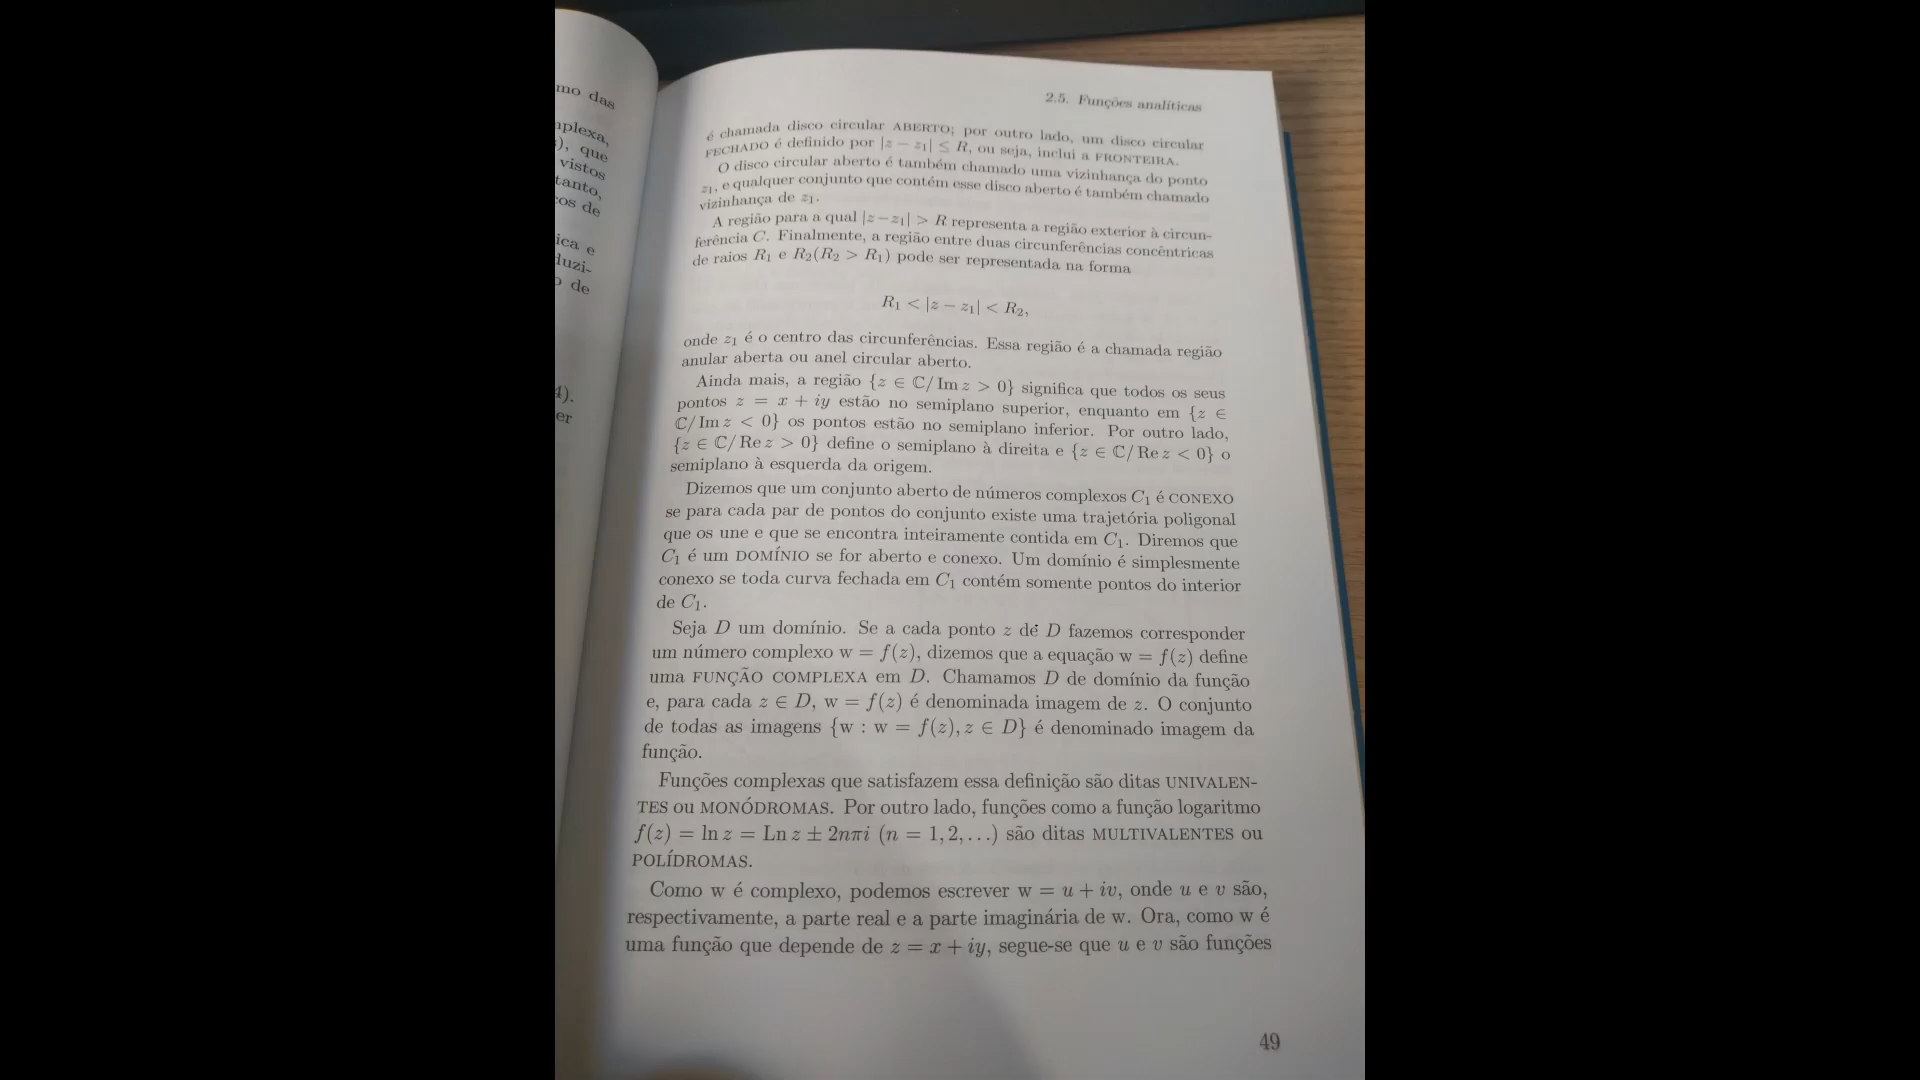 mo das
nplexa,
), que
vistos
tanto,
cos de
ica e
duzi-
o de
4).
er
2.5. Funções analíticas
é chamada disco circular ABERTO; por outro lado, um disco circular
FECHADO é definido por |z − z₁| ≤ R, ou seja, inclui a FRONTEIRA.
O disco circular aberto é também chamado uma vizinhança do ponto
z₁, e qualquer conjunto que contém esse disco aberto é também chamado
vizinhança de z₁.
A região para a qual |z−z₁| > R representa a região exterior à circun-
ferência C. Finalmente, a região entre duas circunferências concêntricas
de raios R₁ e R₂(R₂ > R₁) pode ser representada na forma
R₁ < |z − z₁| < R₂,
onde z₁ é o centro das circunferências. Essa região é a chamada região
anular aberta ou anel circular aberto.
Ainda mais, a região {z ∈ ℂ/ Im z > 0} significa que todos os seus
pontos z = x + iy estão no semiplano superior, enquanto em {z ∈
ℂ/ Im z < 0} os pontos estão no semiplano inferior. Por outro lado,
{z ∈ ℂ/ Re z > 0} define o semiplano à direita e {z ∈ ℂ/ Re z < 0} o
semiplano à esquerda da origem.
Dizemos que um conjunto aberto de números complexos C₁ é CONEXO
se para cada par de pontos do conjunto existe uma trajetória poligonal
que os une e que se encontra inteiramente contida em C₁. Diremos que
C₁ é um DOMÍNIO se for aberto e conexo. Um domínio é simplesmente
conexo se toda curva fechada em C₁ contém somente pontos do interior
de C₁.
Seja D um domínio. Se a cada ponto z de D fazemos corresponder
um número complexo w = f(z), dizemos que a equação w = f(z) define
uma FUNÇÃO COMPLEXA em D. Chamamos D de domínio da função
e, para cada z ∈ D, w = f(z) é denominada imagem de z. O conjunto
de todas as imagens {w : w = f(z), z ∈ D} é denominado imagem da
função.
Funções complexas que satisfazem essa definição são ditas UNIVALEN-
TES ou MONÓDROMAS. Por outro lado, funções como a função logaritmo
f(z) = ln z = Ln z ± 2nπi (n = 1, 2, . . .) são ditas MULTIVALENTES ou
POLÍDROMAS.
Como w é complexo, podemos escrever w = u + iv, onde u e v são,
respectivamente, a parte real e a parte imaginária de w. Ora, como w é
uma função que depende de z = x + iy, segue-se que u e v são funções
49